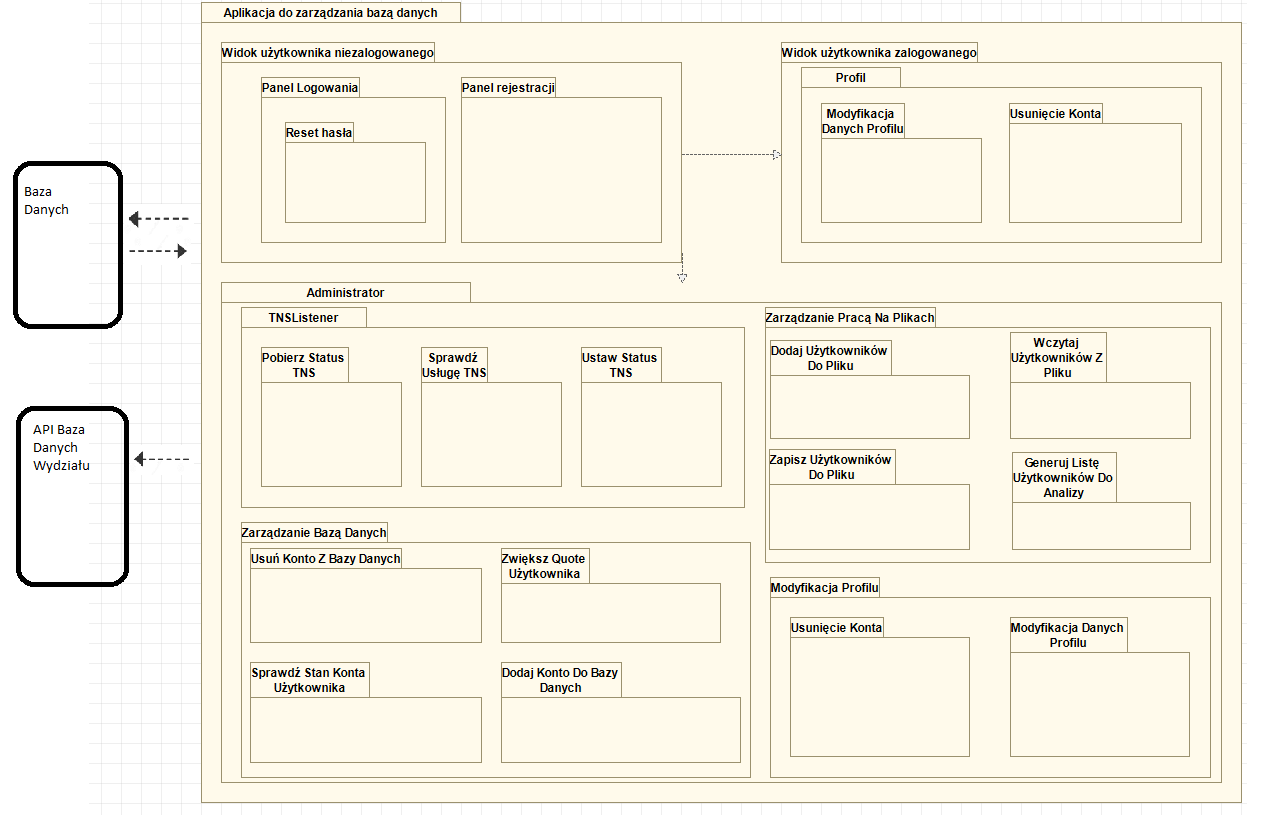 Aplikacja do zarządzania bazą danych
Widok użytkownika niezalogowanego
Panel Logowania
Reset hasła
Panel rejestracji
Widok użytkownika zalogowanego
Profil
Modyfikacja
Danych Profilu
Usunięcie Konta
Baza
Danych
API Baza
Danych
Wydziału
Administrator
TNSListener
Pobierz Status
TNS
Sprawdź
Usługę TNS
Ustaw Status
TNS
Zarządzanie Pracą Na Plikach
Dodaj Użytkowników
Do Pliku
Wczytaj
Użytkowników Z
Pliku
Zapisz Użytkowników
Do Pliku
Generuj Listę
Użytkowników Do
Analizy
Zarządzanie Bazą Danych
Usuń Konto Z Bazy Danych
Zwiększ Quote
Użytkownika
Sprawdź Stan Konta
Użytkownika
Dodaj Konto Do Bazy
Danych
Modyfikacja Profilu
Usunięcie Konta
Modyfikacja Danych
Profilu